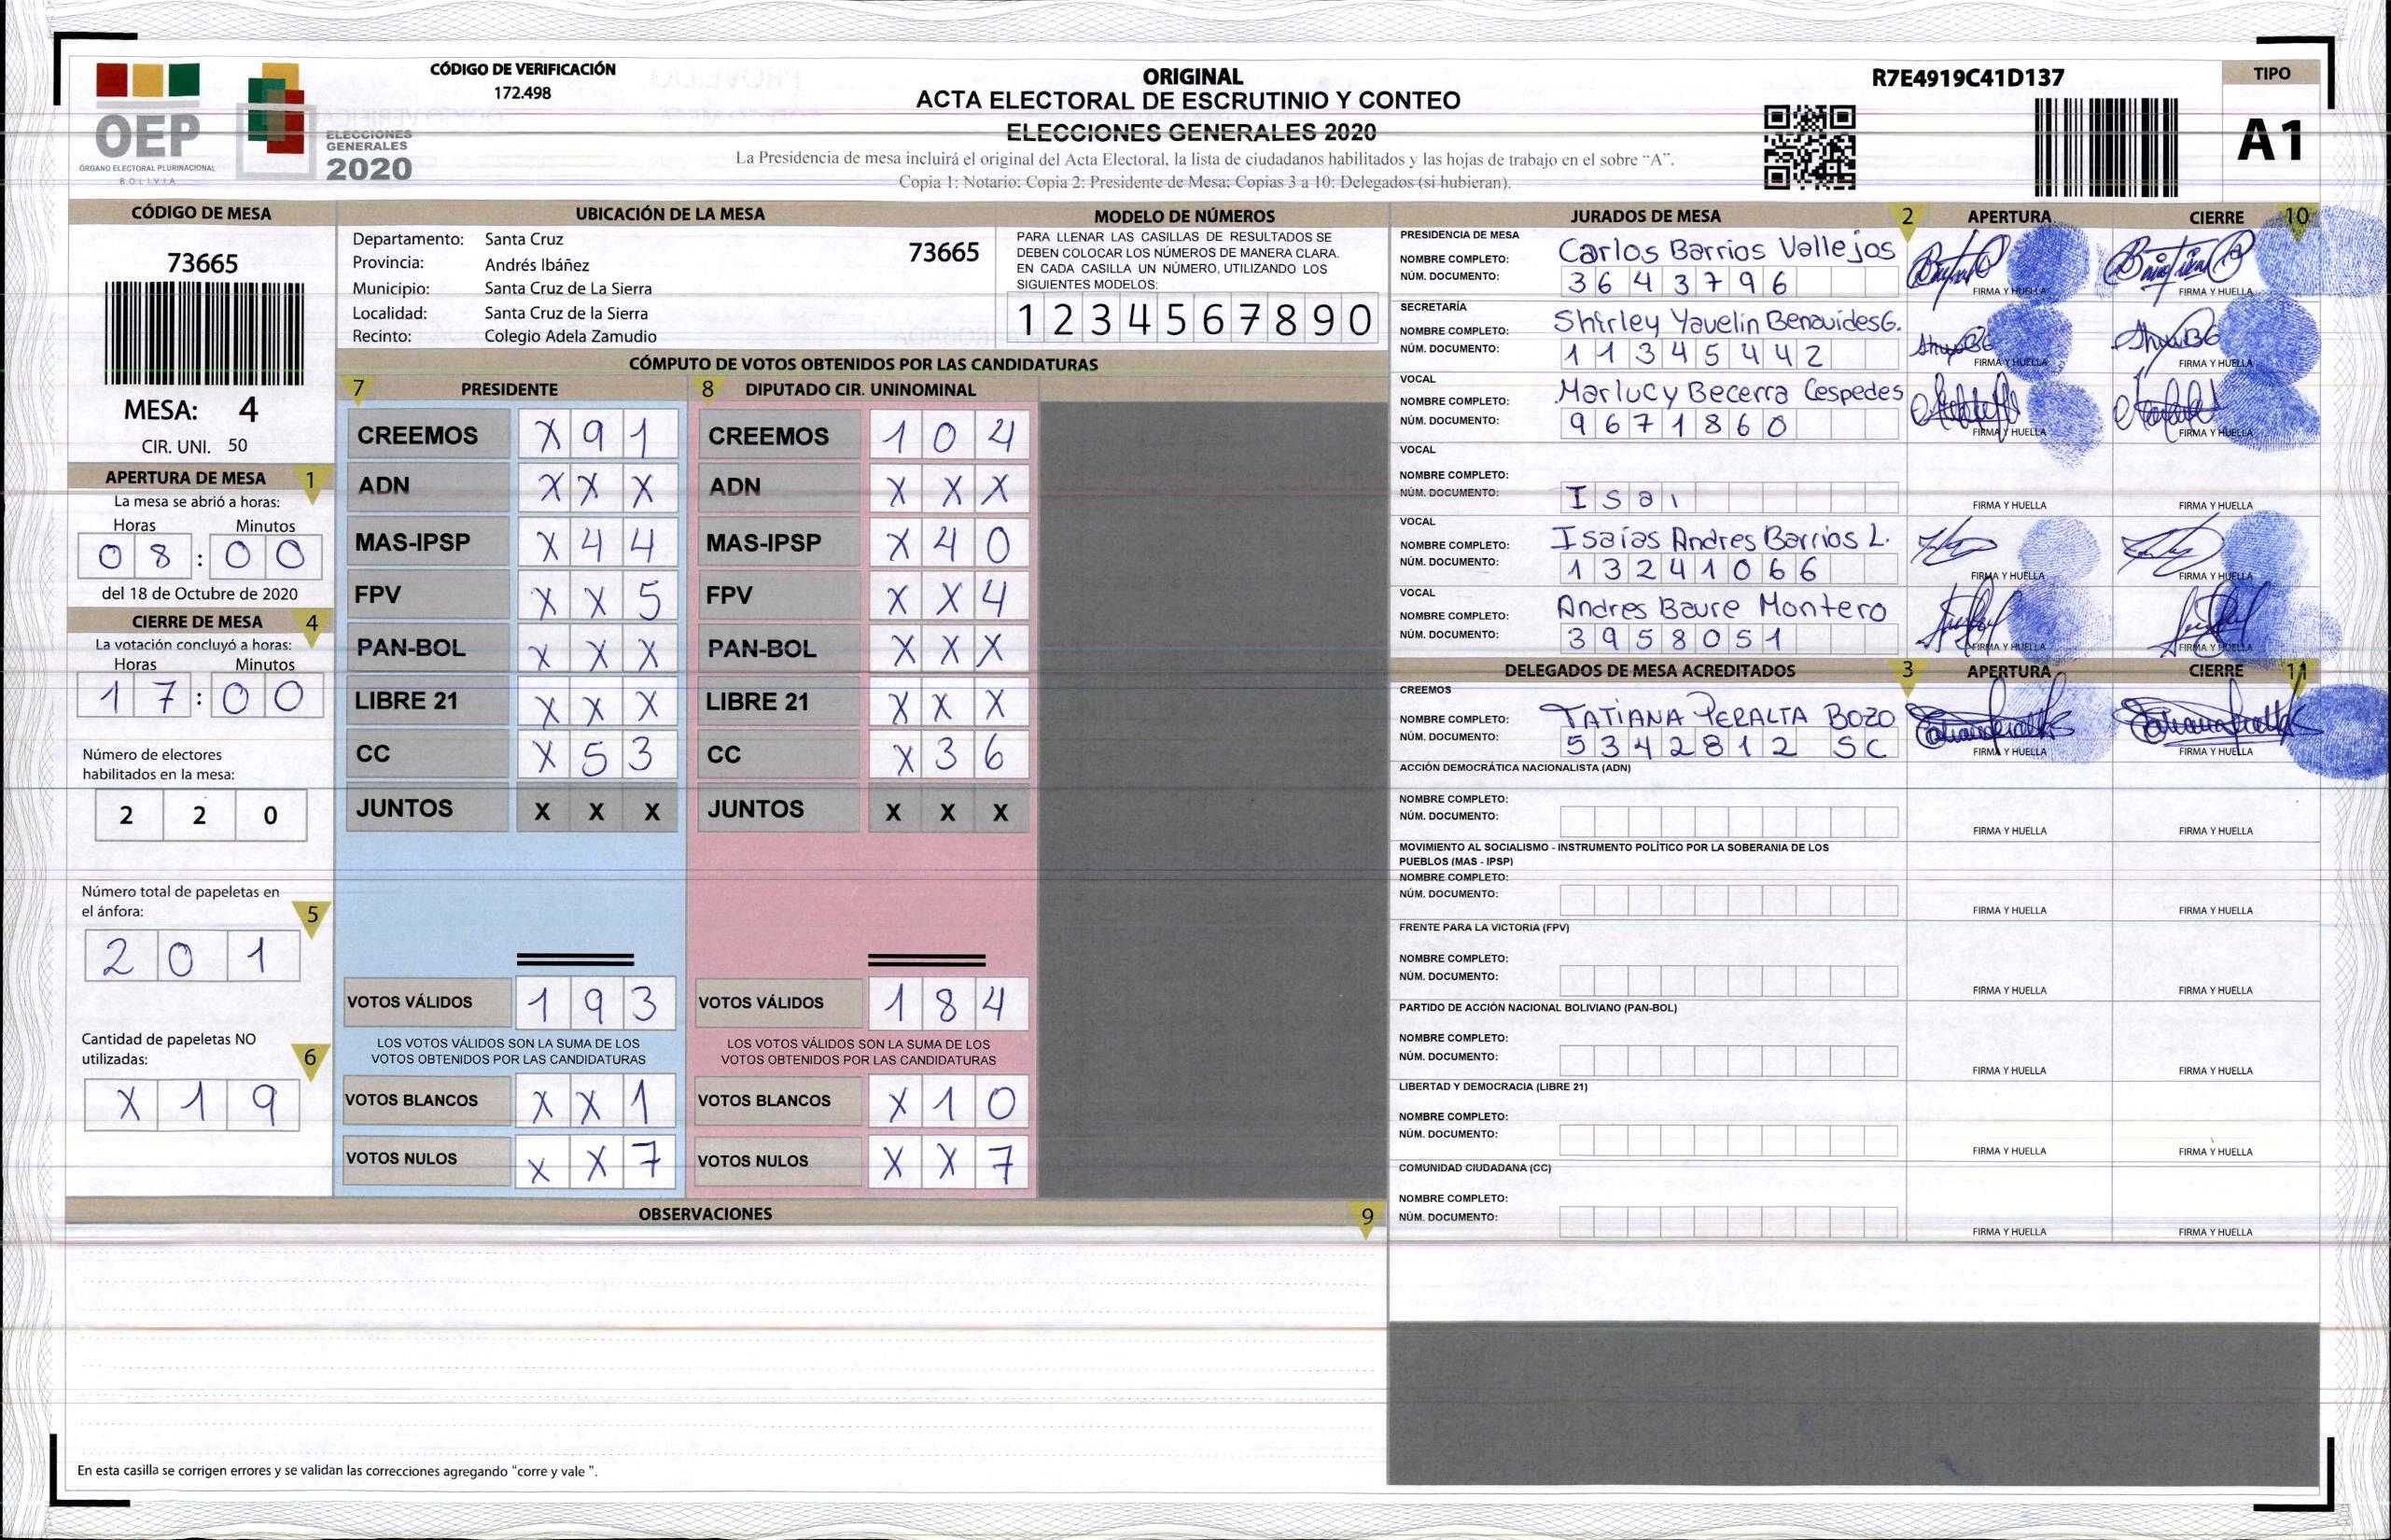 CÓDIGO DE VERIFICACIÓN
172.498
OEP
ÓRGANO ELECTORAL PLURINACIONAL
BOLIVIA
ELECCIONES
GENERALES
2020
ORIGINAL
ACTA ELECTORAL DE ESCRUTINIO Y CONTEO
ELECCIONES GENERALES 2020
La Presidencia de mesa incluirá el original del Acta Electoral, la lista de ciudadanos habilitados y las hojas de trabajo en el sobre “A”.
Copia 1: Notario; Copia 2: Presidente de Mesa; Copias 3 a 10: Delegados (si hubieran).
R7E4919C41D137
TIPO
A1
CÓDIGO DE MESA
73665
MESA: 4
CIR. UNI. 50
APERTURA DE MESA 1
La mesa se abrió a horas:
Horas Minutos
0 8 : 0 0
del 18 de Octubre de 2020
CIERRE DE MESA 4
La votación concluyó a horas:
Horas Minutos
1 7 : 0 0
Número de electores
habilitados en la mesa:
2 2 0
Número total de papeletas en
el ánfora: 5
2 0 1
Cantidad de papeletas NO
utilizadas: 6
X 1 9
UBICACIÓN DE LA MESA
Departamento: Santa Cruz 73665
Provincia: Andrés Ibáñez
Municipio: Santa Cruz de La Sierra
Localidad: Santa Cruz de la Sierra
Recinto: Colegio Adela Zamudio
MODELO DE NÚMEROS
PARA LLENAR LAS CASILLAS DE RESULTADOS SE
DEBEN COLOCAR LOS NÚMEROS DE MANERA CLARA.
EN CADA CASILLA UN NÚMERO, UTILIZANDO LOS
SIGUIENTES MODELOS:
1 2 3 4 5 6 7 8 9 0
CÓMPUTO DE VOTOS OBTENIDOS POR LAS CANDIDATURAS
7 PRESIDENTE
CREEMOS X 9 1
ADN X X X
MAS-IPSP X 4 4
FPV X X 5
PAN-BOL X X X
LIBRE 21 X X X
CC X 5 3
JUNTOS X X X
VOTOS VÁLIDOS 1 9 3
LOS VOTOS VÁLIDOS SON LA SUMA DE LOS
VOTOS OBTENIDOS POR LAS CANDIDATURAS
VOTOS BLANCOS X X 1
VOTOS NULOS X X 7
8 DIPUTADO CIR. UNINOMINAL
CREEMOS 1 0 4
ADN X X X
MAS-IPSP X 4 0
FPV X X 4
PAN-BOL X X X
LIBRE 21 X X X
CC X 3 6
JUNTOS X X X
VOTOS VÁLIDOS 1 8 4
LOS VOTOS VÁLIDOS SON LA SUMA DE LOS
VOTOS OBTENIDOS POR LAS CANDIDATURAS
VOTOS BLANCOS X 1 0
VOTOS NULOS X X 7
OBSERVACIONES 9
En esta casilla se corrigen errores y se validan las correcciones agregando “corre y vale ”.
JURADOS DE MESA 2 APERTURA CIERRE 10
PRESIDENCIA DE MESA
NOMBRE COMPLETO: Carlos Barrios Vallejos
NÚM. DOCUMENTO: 3 6 4 3 7 9 6
FIRMA Y HUELLA FIRMA Y HUELLA
SECRETARÍA
NOMBRE COMPLETO: Shirley Yavelin Benavides G.
NÚM. DOCUMENTO: 1 1 3 4 5 4 4 2
FIRMA Y HUELLA FIRMA Y HUELLA
VOCAL
NOMBRE COMPLETO: Marlucy Becerra Cespedes
NÚM. DOCUMENTO: 9 6 7 1 8 6 0
FIRMA Y HUELLA FIRMA Y HUELLA
VOCAL
NOMBRE COMPLETO:
NÚM. DOCUMENTO: I s a i
FIRMA Y HUELLA FIRMA Y HUELLA
VOCAL
NOMBRE COMPLETO: Isaías Andres Barrios L.
NÚM. DOCUMENTO: 1 3 2 4 1 0 6 6
FIRMA Y HUELLA FIRMA Y HUELLA
VOCAL
NOMBRE COMPLETO: Andres Baure Montero
NÚM. DOCUMENTO: 3 9 5 8 0 5 1
FIRMA Y HUELLA FIRMA Y HUELLA
DELEGADOS DE MESA ACREDITADOS 3 APERTURA CIERRE 11
CREEMOS
NOMBRE COMPLETO: TATIANA PERALTA BOZO
NÚM. DOCUMENTO: 5 3 4 2 8 1 2 SC
FIRMA Y HUELLA FIRMA Y HUELLA
ACCIÓN DEMOCRÁTICA NACIONALISTA (ADN)
NOMBRE COMPLETO:
NÚM. DOCUMENTO:
FIRMA Y HUELLA FIRMA Y HUELLA
MOVIMIENTO AL SOCIALISMO - INSTRUMENTO POLÍTICO POR LA SOBERANIA DE LOS
PUEBLOS (MAS - IPSP)
NOMBRE COMPLETO:
NÚM. DOCUMENTO:
FIRMA Y HUELLA FIRMA Y HUELLA
FRENTE PARA LA VICTORIA (FPV)
NOMBRE COMPLETO:
NÚM. DOCUMENTO:
FIRMA Y HUELLA FIRMA Y HUELLA
PARTIDO DE ACCIÓN NACIONAL BOLIVIANO (PAN-BOL)
NOMBRE COMPLETO:
NÚM. DOCUMENTO:
FIRMA Y HUELLA FIRMA Y HUELLA
LIBERTAD Y DEMOCRACIA (LIBRE 21)
NOMBRE COMPLETO:
NÚM. DOCUMENTO:
FIRMA Y HUELLA FIRMA Y HUELLA
COMUNIDAD CIUDADANA (CC)
NOMBRE COMPLETO:
NÚM. DOCUMENTO:
FIRMA Y HUELLA FIRMA Y HUELLA